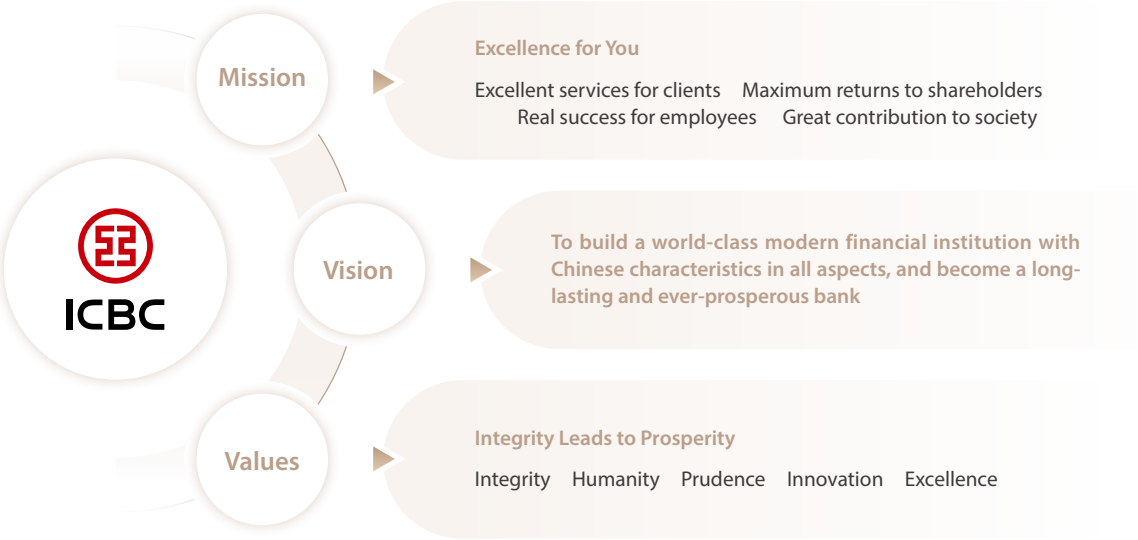 ICBC
Mission
Excellence for You
Excellent services for clients Maximum returns to shareholders
Real success for employees Great contribution to society
Vision
To build a world-class modern financial institution with
Chinese characteristics in all aspects, and become a long-
lasting and ever-prosperous bank
Values
Integrity Leads to Prosperity
Integrity Humanity Prudence Innovation Excellence